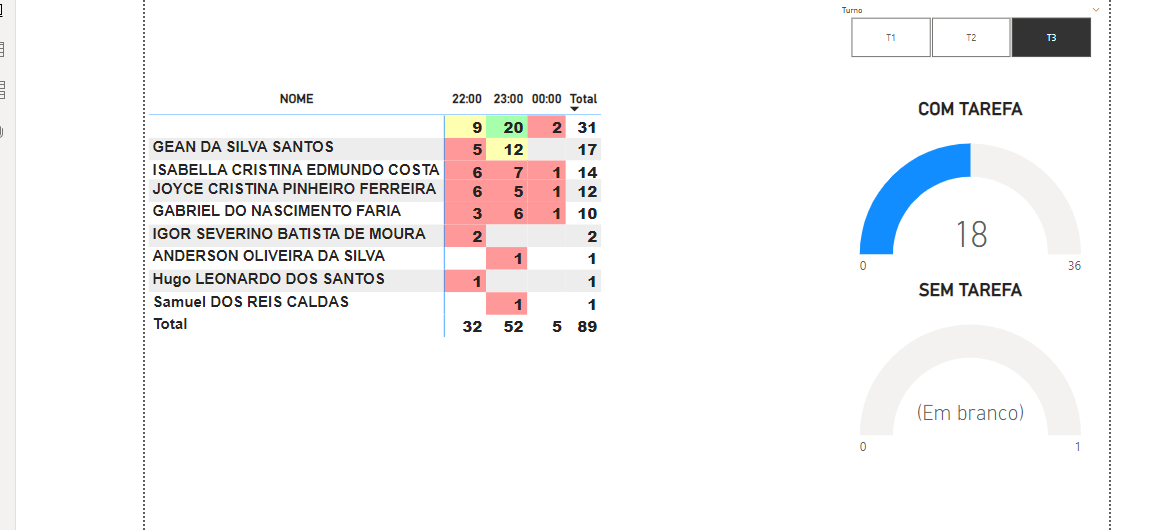 Turno
T1 T2 T3
NOME 22:00 23:00 00:00 Total
9 20 2 31
GEAN DA SILVA SANTOS 5 12 17
ISABELLA CRISTINA EDMUNDO COSTA 6 7 1 14
JOYCE CRISTINA PINHEIRO FERREIRA 6 5 1 12
GABRIEL DO NASCIMENTO FARIA 3 6 1 10
IGOR SEVERINO BATISTA DE MOURA 2 2
ANDERSON OLIVEIRA DA SILVA 1 1
Hugo LEONARDO DOS SANTOS 1 1
Samuel DOS REIS CALDAS 1 1
Total 32 52 5 89
COM TAREFA
18
0 36
SEM TAREFA
(Em branco)
0 1